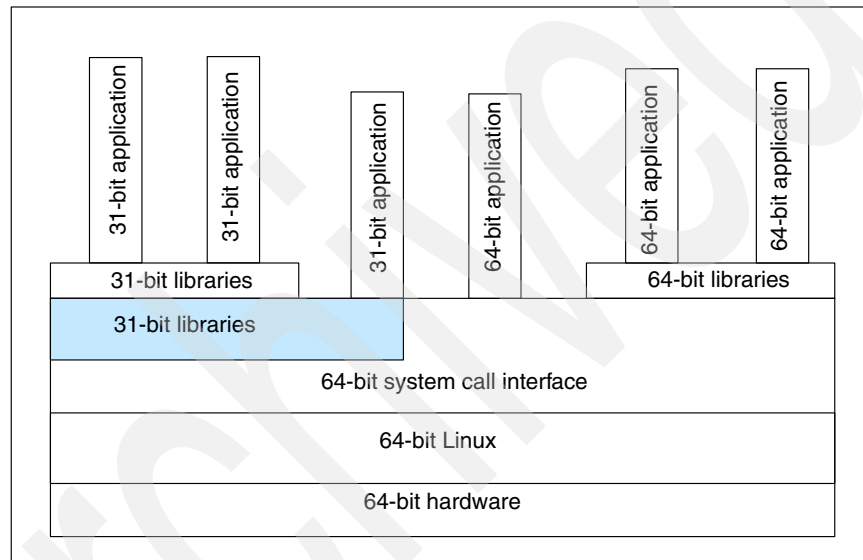 31-bit application
31-bit application
31-bit application
64-bit application
64-bit application
64-bit application
31-bit libraries
64-bit libraries
31-bit libraries
64-bit system call interface
64-bit Linux
64-bit hardware